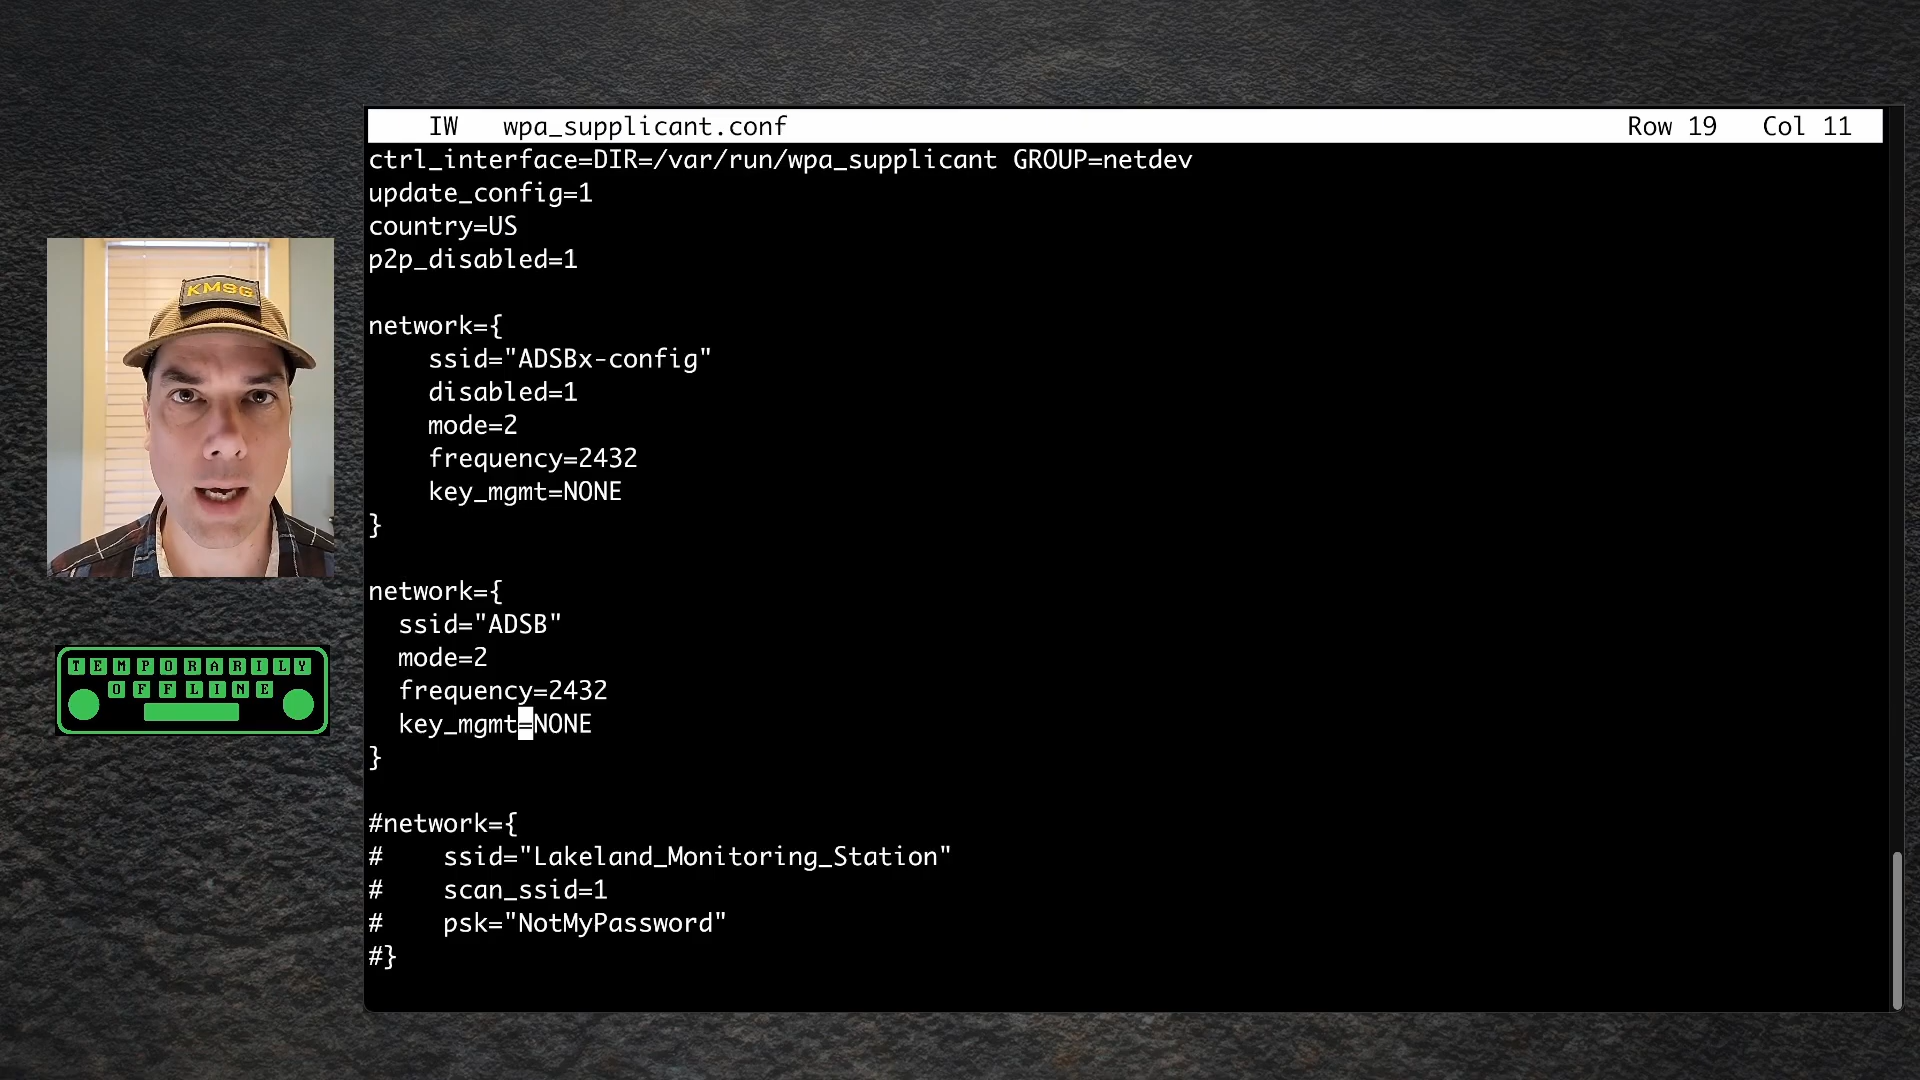 IW wpa_supplicant.conf Row 19 Col 11
ctrl_interface=DIR=/var/run/wpa_supplicant GROUP=netdev
update_config=1
country=US
p2p_disabled=1
network={
ssid="ADSBx-config"
disabled=1
mode=2
frequency=2432
key_mgmt=NONE
}
network={
ssid="ADSB"
mode=2
frequency=2432
key_mgmt=NONE
}
#network={
# ssid="Lakeland_Monitoring_Station"
# scan_ssid=1
# psk="NotMyPassword"
#}
KMSG
TEMPORARILY
OFFLINE